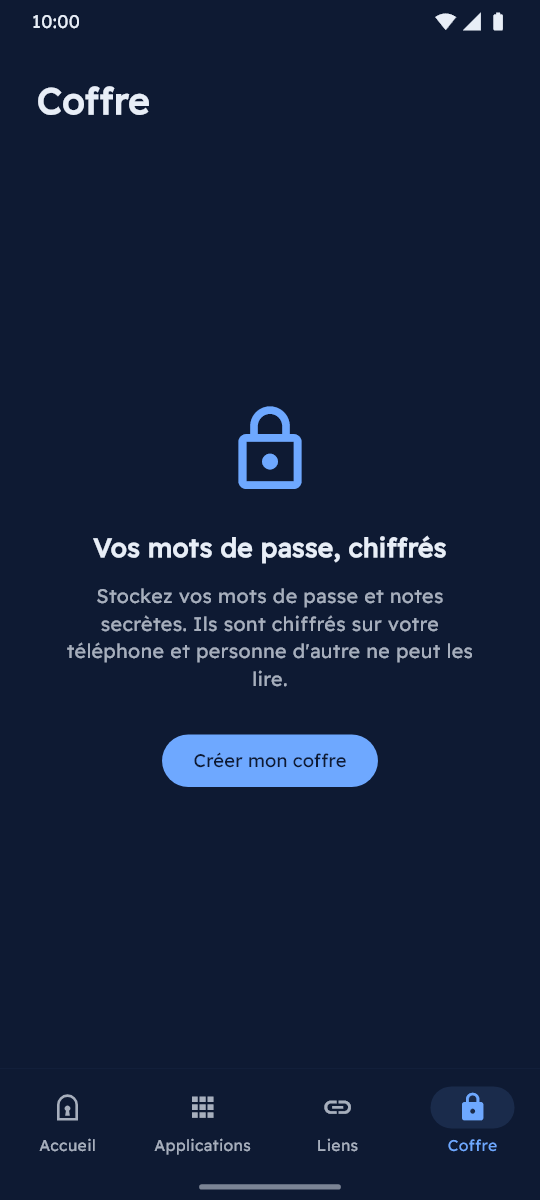 10:00
Coffre
Vos mots de passe, chiffrés
Stockez vos mots de passe et notes
secrètes. Ils sont chiffrés sur votre
téléphone et personne d'autre ne peut les
lire.
Créer mon coffre
Accueil
Applications
Liens
Coffre